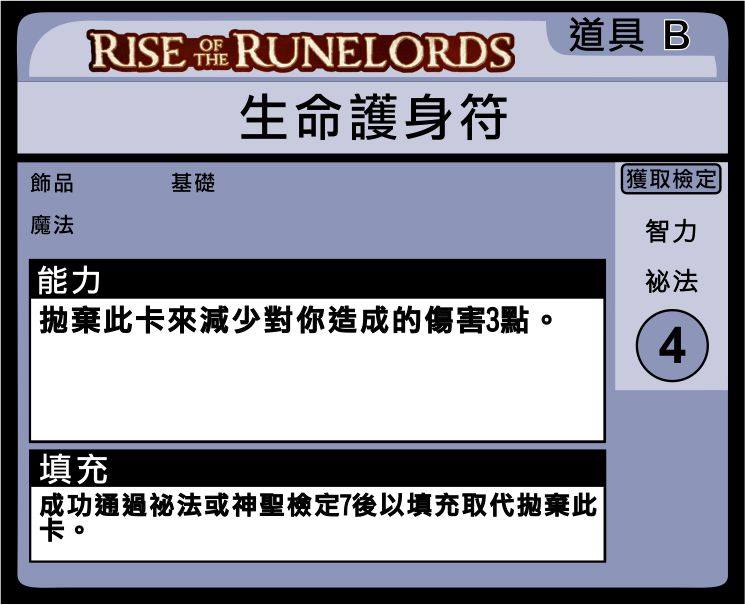 道具 B
RISE OF THE RUNELORDS
生命護身符
飾品 基礎
魔法
獲取檢定
智力
祕法
4
能力
拋棄此卡來減少對你造成的傷害3點。
填充
成功通過祕法或神聖檢定7後以填充取代拋棄此
卡。